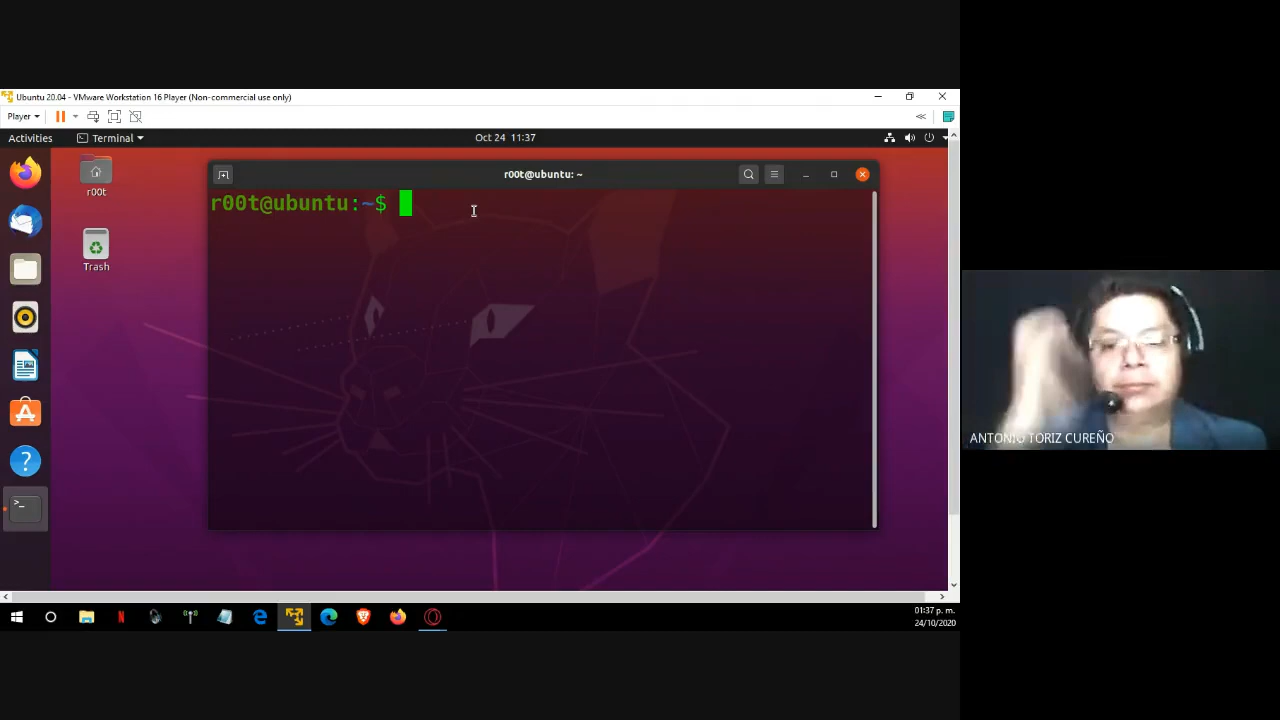 Ubuntu 20.04 - VMware Workstation 16 Player (Non-commercial use only)
Player
Activities
Terminal
Oct 24 11:37
r00t
Trash
r00t@ubuntu: ~
r00t@ubuntu:~$
ANTONIO TORIZ CUREÑO
01:37 p. m.
24/10/2020